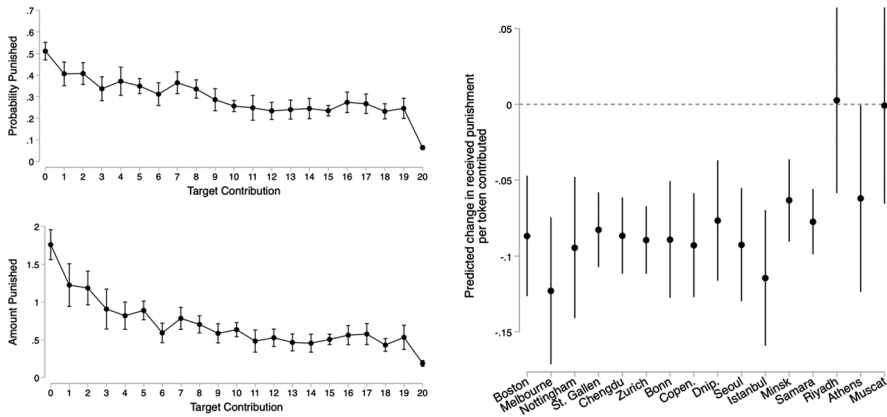 .7
.6
.5
.4
.3
.2
.1
0
Probability Punished
0 1 2 3 4 5 6 7 8 9 10 11 12 13 14 15 16 17 18 19 20
Target Contribution
2
1.5
1
.5
0
Amount Punished
0 1 2 3 4 5 6 7 8 9 10 11 12 13 14 15 16 17 18 19 20
Target Contribution
Predicted change in received punishment
per token contributed
.05
0
-.05
-.1
-.15
Boston Melbourne Nottingham St. Gallen Chengdu Zurich Bonn Copen. Dnip. Seoul Istanbul Minsk Samara Riyadh Athens Muscat